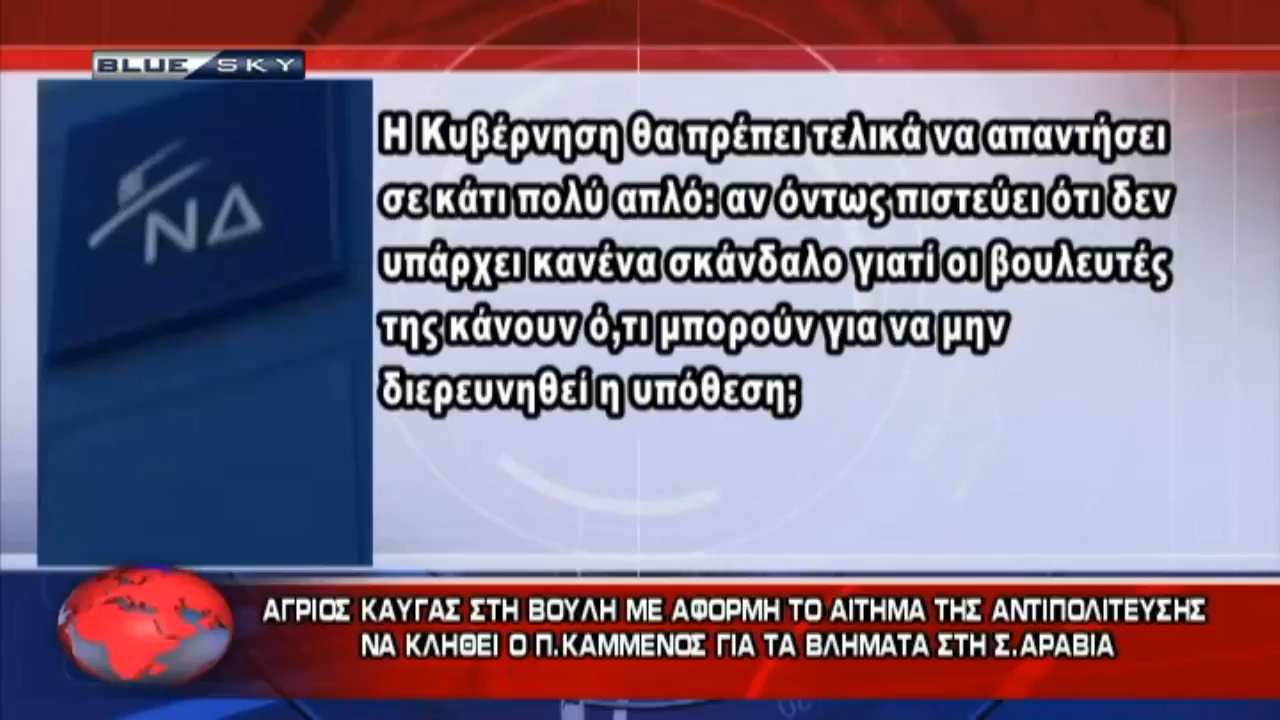 BLUE SKY
ΝΔ
Η Κυβέρνηση θα πρέπει τελικά να απαντήσει
σε κάτι πολύ απλό: αν όντως πιστεύει ότι δεν
υπάρχει κανένα σκάνδαλο γιατί οι βουλευτές
της κάνουν ό,τι μπορούν για να μην
διερευνηθεί η υπόθεση;
ΑΓΡΙΟΣ ΚΑΥΓΑΣ ΣΤΗ ΒΟΥΛΗ ΜΕ ΑΦΟΡΜΗ ΤΟ ΑΙΤΗΜΑ ΤΗΣ ΑΝΤΙΠΟΛΙΤΕΥΣΗΣ
ΝΑ ΚΛΗΘΕΙ Ο Π.ΚΑΜΜΕΝΟΣ ΓΙΑ ΤΑ ΒΛΗΜΑΤΑ ΣΤΗ Σ.ΑΡΑΒΙΑ